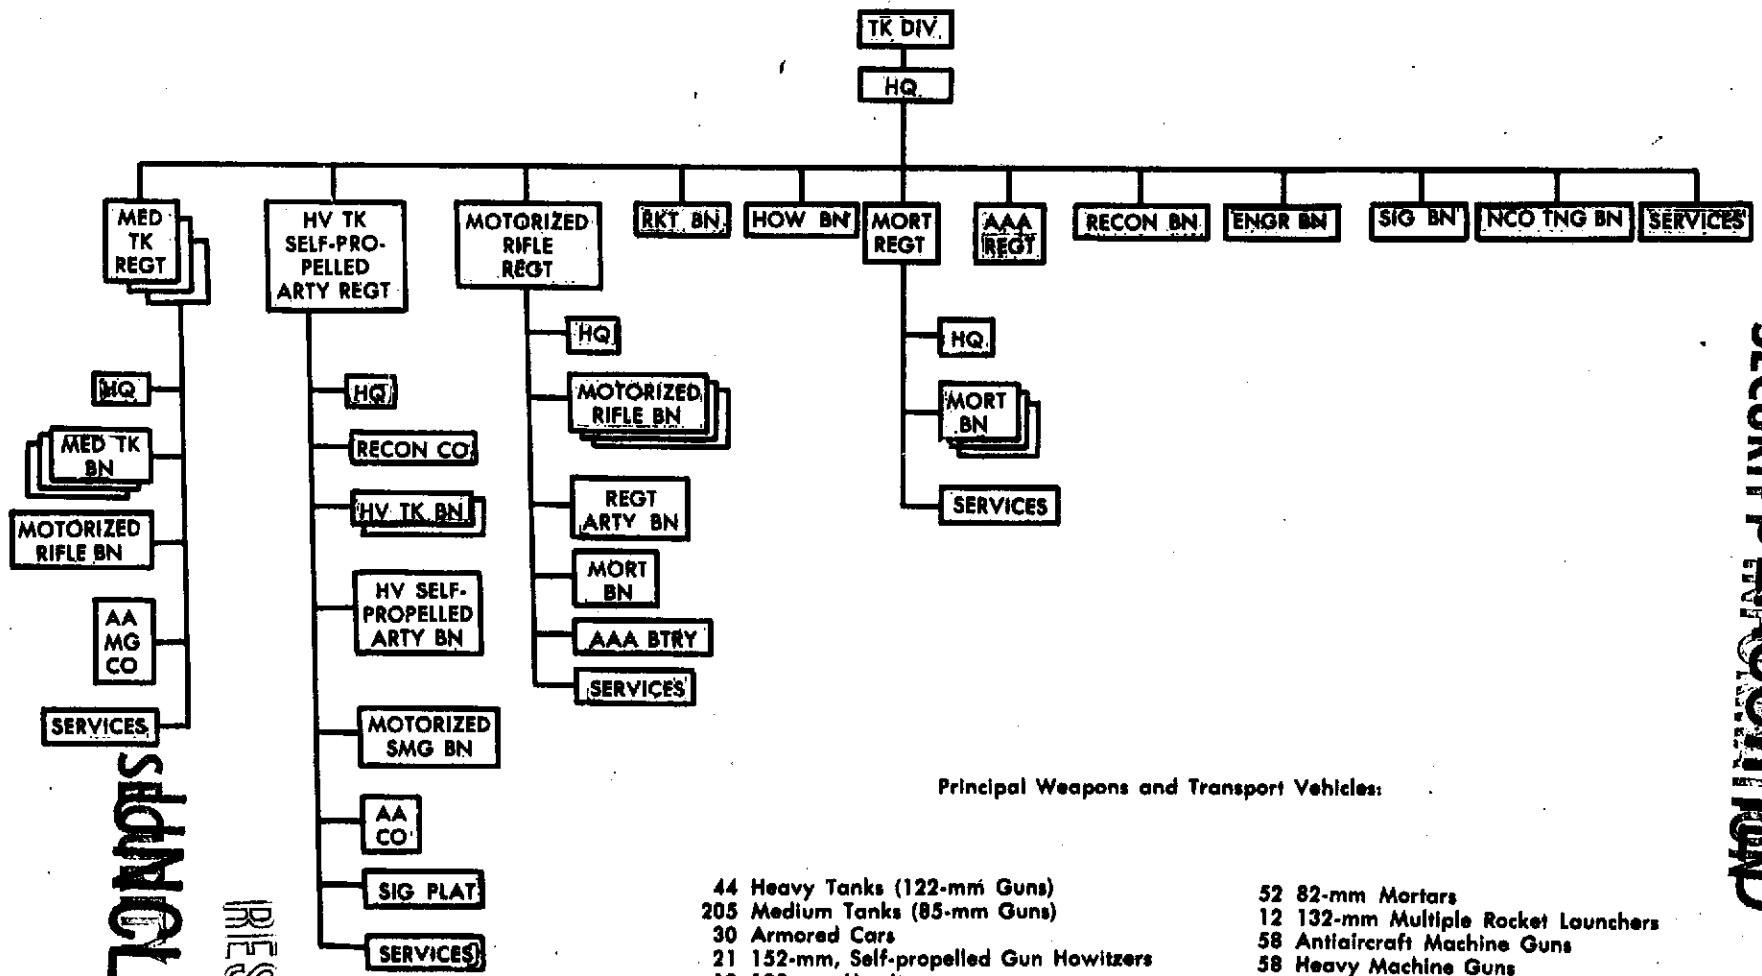 TK DIV.
HQ
MED
TK
REGT
HV TK
SELF-PRO-
PELLED
ARTY REGT
MOTORIZED
RIFLE
REGT
RKT BN
HOW BN
MORT
REGT
AAA
REGT
RECON BN
ENGR BN
SIG BN
NCO TNG BN
SERVICES
HQ
MED TK
BN
MOTORIZED
RIFLE BN
AA
MG
CO
SERVICES
HQ
RECON CO
HV TK BN
HV SELF-
PROPELLED
ARTY BN
MOTORIZED
SMG BN
AA
CO
SIG PLAT
SERVICES
HQ
MOTORIZED
RIFLE BN
REGT
ARTY BN
MORT
BN
AAA BTRY
SERVICES
HQ
MORT
BN
SERVICES
Principal Weapons and Transport Vehicles:
44 Heavy Tanks (122-mm Guns)
205 Medium Tanks (85-mm Guns)
30 Armored Cars
21 152-mm, Self-propelled Gun Howitzers
52 82-mm Mortars
12 132-mm Multiple Rocket Launchers
58 Antiaircraft Machine Guns
58 Heavy Machine Guns